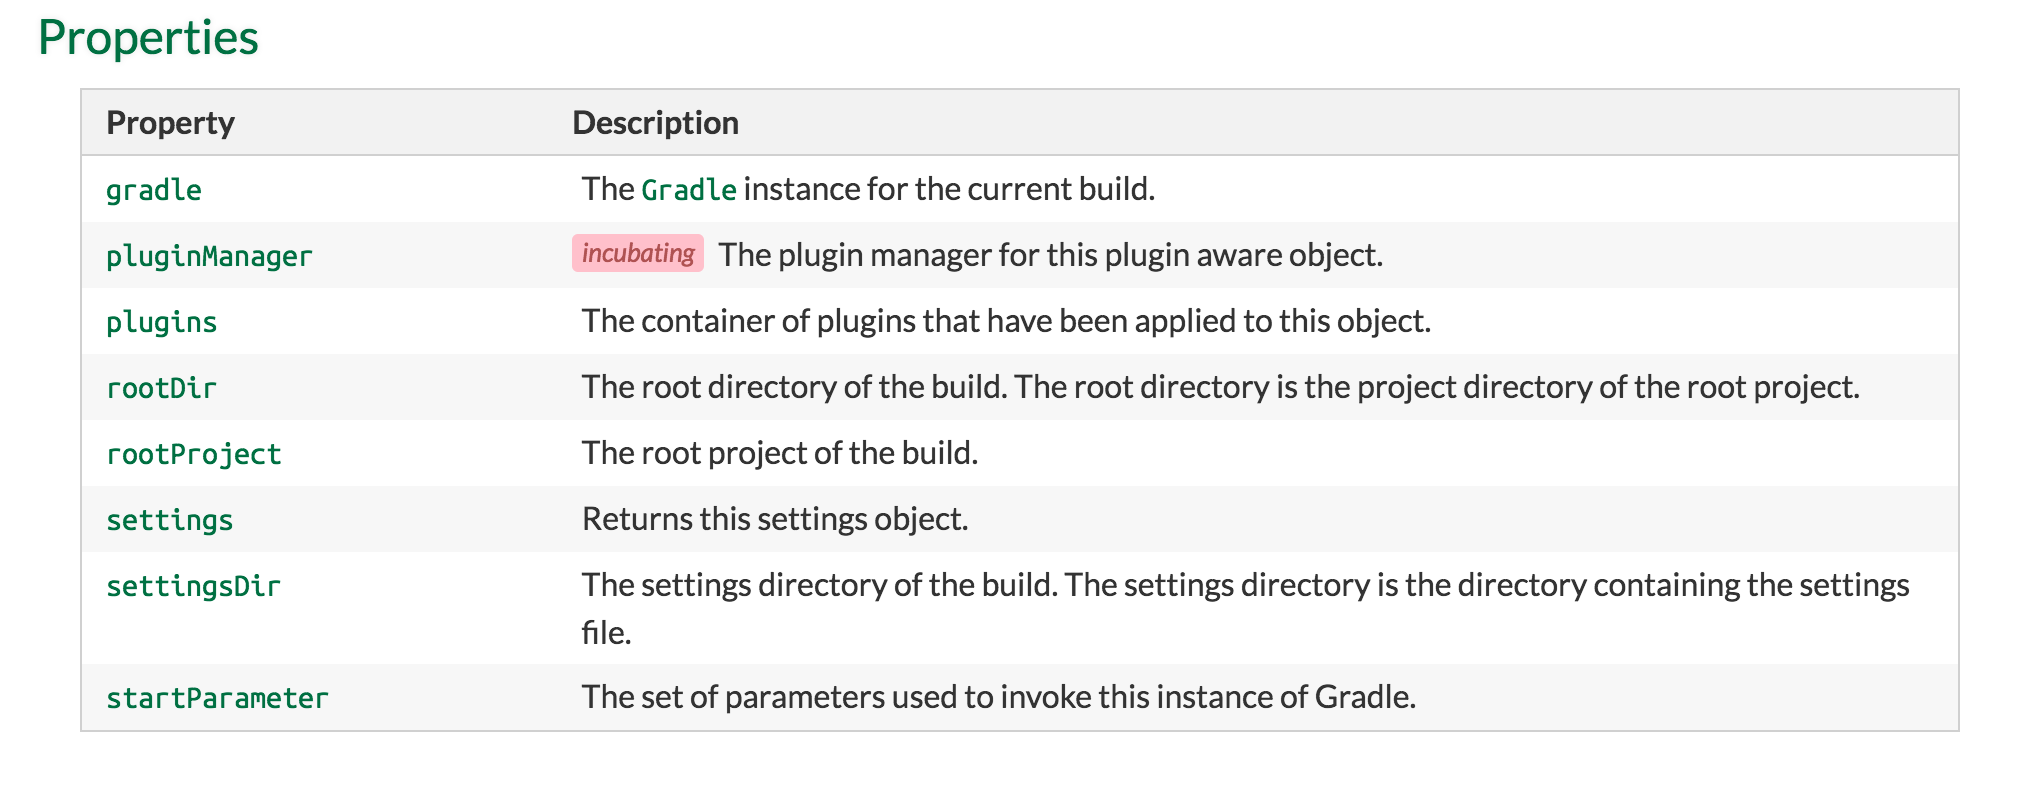 Properties
Property Description
gradle The Gradle instance for the current build.
pluginManager incubating The plugin manager for this plugin aware object.
plugins The container of plugins that have been applied to this object.
rootDir The root directory of the build. The root directory is the project directory of the root project.
rootProject The root project of the build.
settings Returns this settings object.
settingsDir The settings directory of the build. The settings directory is the directory containing the settings
file.
startParameter The set of parameters used to invoke this instance of Gradle.